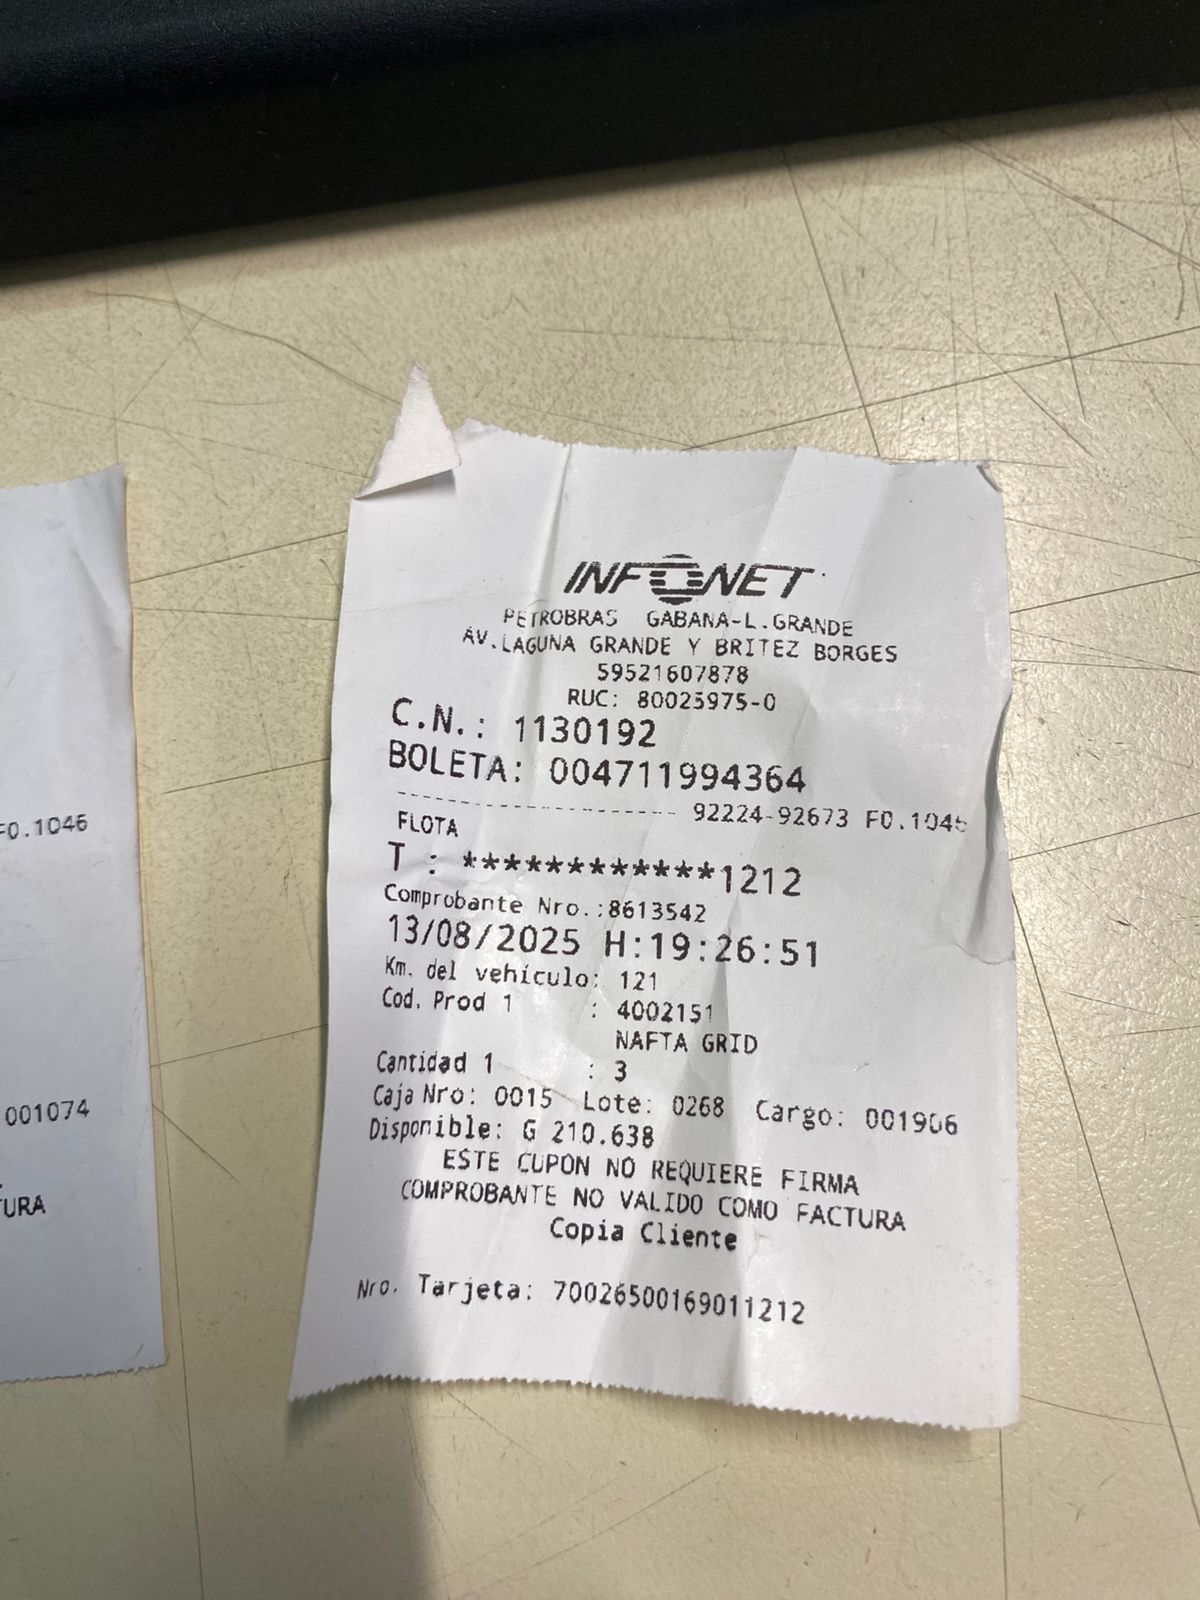 INFONET
PETROBRAS GABANA-L.GRANDE
AV.LAGUNA GRANDE Y BRITEZ BORGES
59521607878
RUC: 80025975-0
C.N.: 1130192
BOLETA: 004711994364
---------------------------- 92224-92673 F0.1046
FLOTA
T : ************1212
Comprobante Nro.:8613542
13/08/2025 H:19:26:51
Km. del vehículo: 121
Cod. Prod 1 : 4002151
NAFTA GRID
Cantidad 1 : 3
Caja Nro: 0015 Lote: 0268 Cargo: 001906
Disponible: G 210.638
ESTE CUPON NO REQUIERE FIRMA
COMPROBANTE NO VALIDO COMO FACTURA
Copia Cliente
Nro. Tarjeta: 70026500169011212
F0.1046
001074
TURA